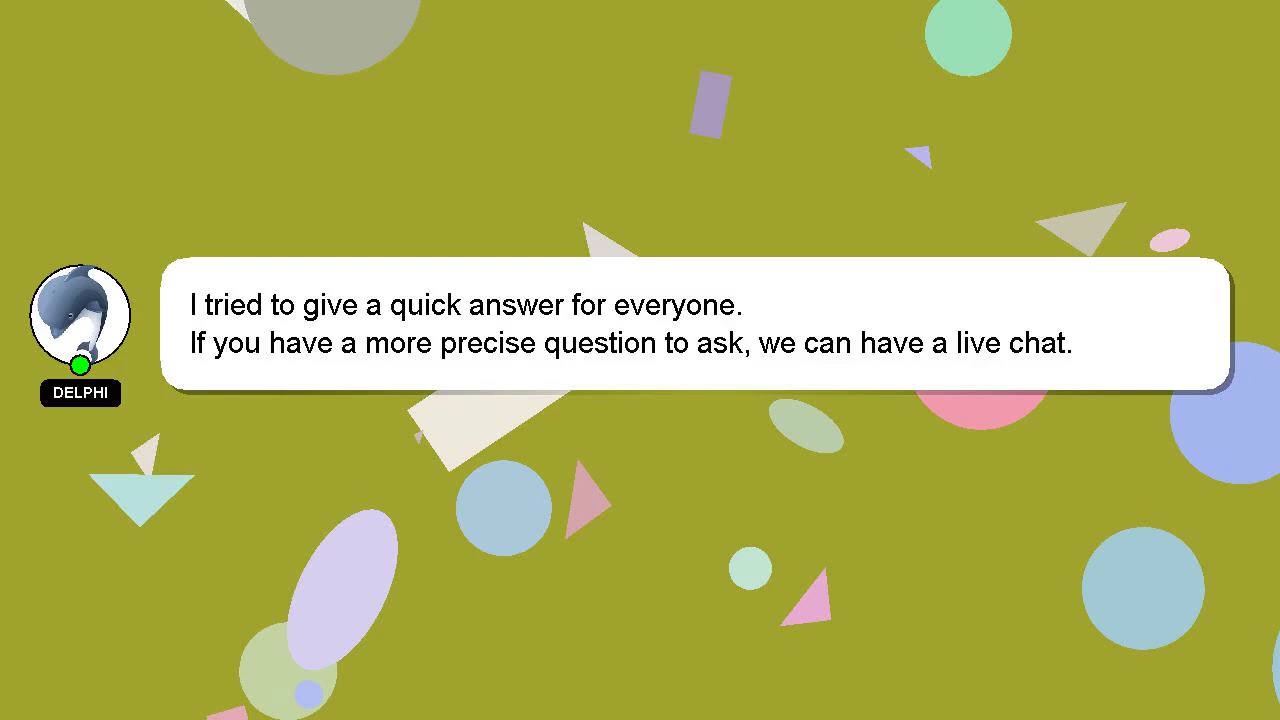 I tried to give a quick answer for everyone.
If you have a more precise question to ask, we can have a live chat.
DELPHI